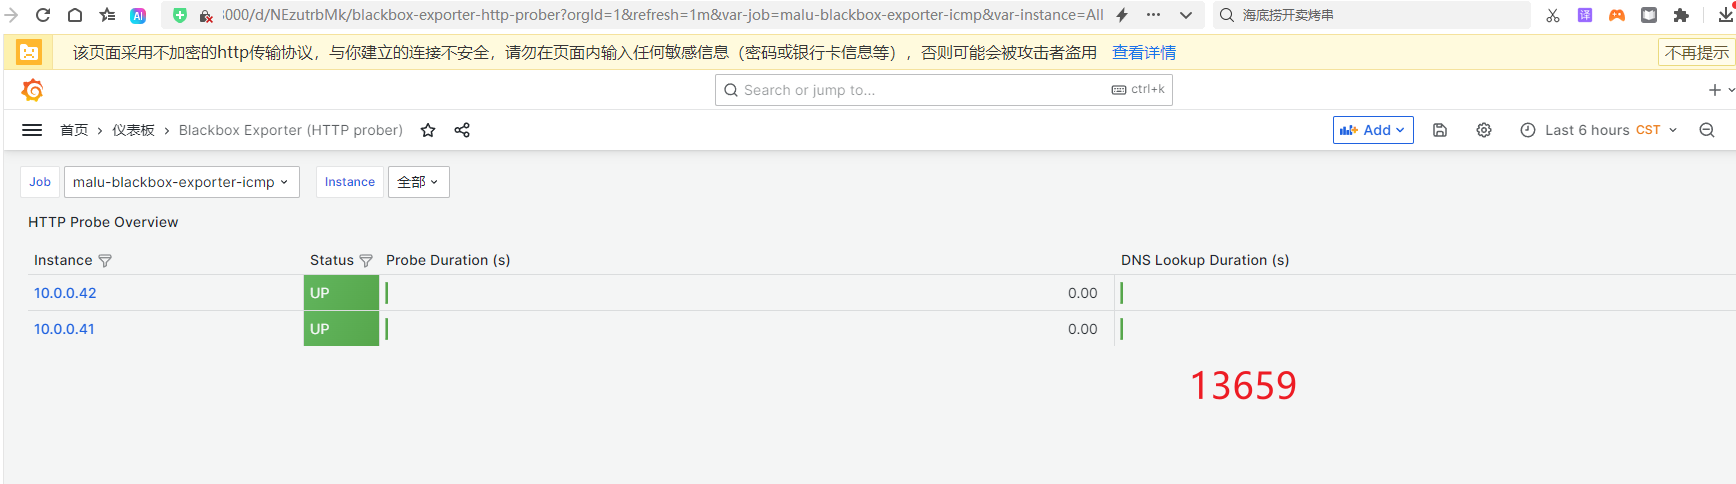 :3000/d/NEzutrbMk/blackbox-exporter-http-prober?orgId=1&refresh=1m&var-job=malu-blackbox-exporter-icmp&var-instance=All
海底捞开卖烤串
AI
译
该页面采用不加密的http传输协议，与你建立的连接不安全，请勿在页面内输入任何敏感信息（密码或银行卡信息等），否则可能会被攻击者盗用 查看详情
不再提示
Search or jump to...
ctrl+k
首页 › 仪表板 › Blackbox Exporter (HTTP prober)
Add
Last 6 hours CST
Job malu-blackbox-exporter-icmp
Instance 全部
HTTP Probe Overview
Instance Status Probe Duration (s) DNS Lookup Duration (s)
10.0.0.42 UP 0.00
10.0.0.41 UP 0.00
13659